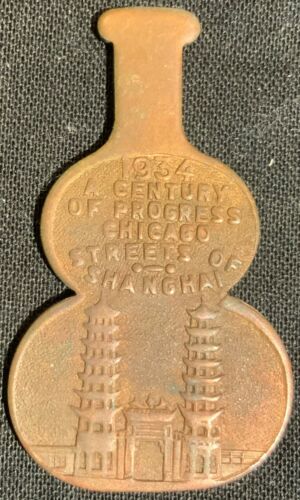 1934
A CENTURY
OF PROGRESS
CHICAGO
STREETS OF
SHANGHAI